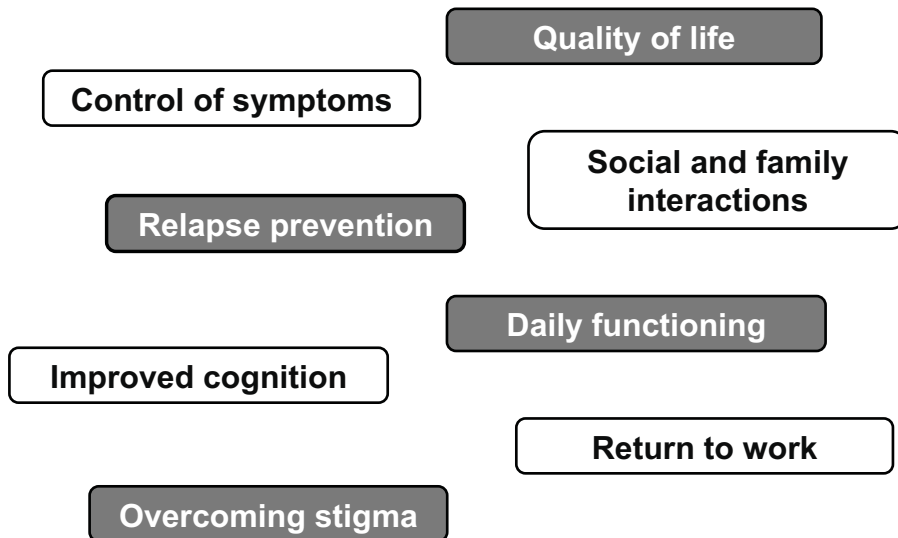 Quality of life
Control of symptoms
Social and family
interactions
Relapse prevention
Daily functioning
Improved cognition
Return to work
Overcoming stigma